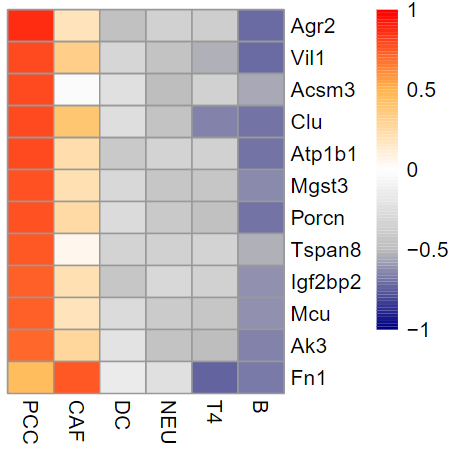 Agr2
Vil1
Acsm3
Clu
Atp1b1
Mgst3
Porcn
Tspan8
Igf2bp2
Mcu
Ak3
Fn1
PCC
CAF
DC
NEU
T4
B
1
0.5
0
−0.5
−1